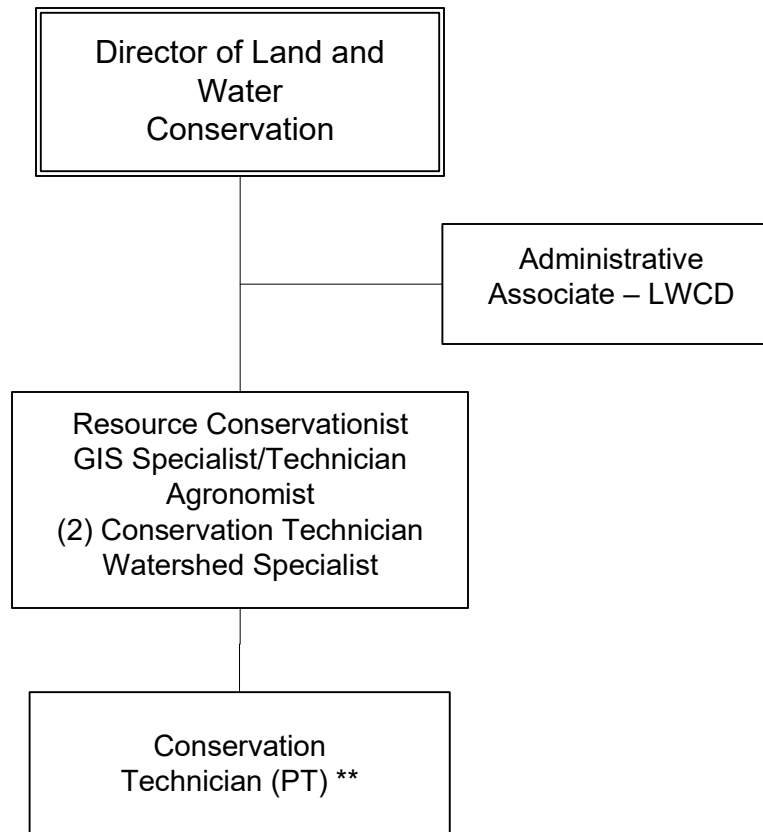 Director of Land and
Water
Conservation
Administrative
Associate – LWCD
Resource Conservationist
GIS Specialist/Technician
Agronomist
(2) Conservation Technician
Watershed Specialist
Conservation
Technician (PT) **